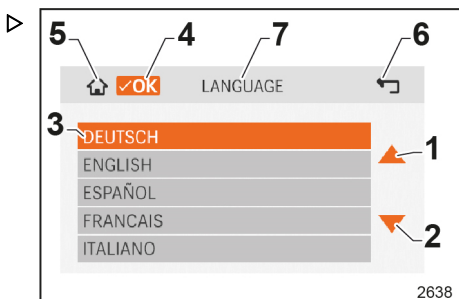 5 4 7 6
✓OK LANGUAGE
3 DEUTSCH
1
ENGLISH
ESPAÑOL
FRANCAIS
2
ITALIANO
2638